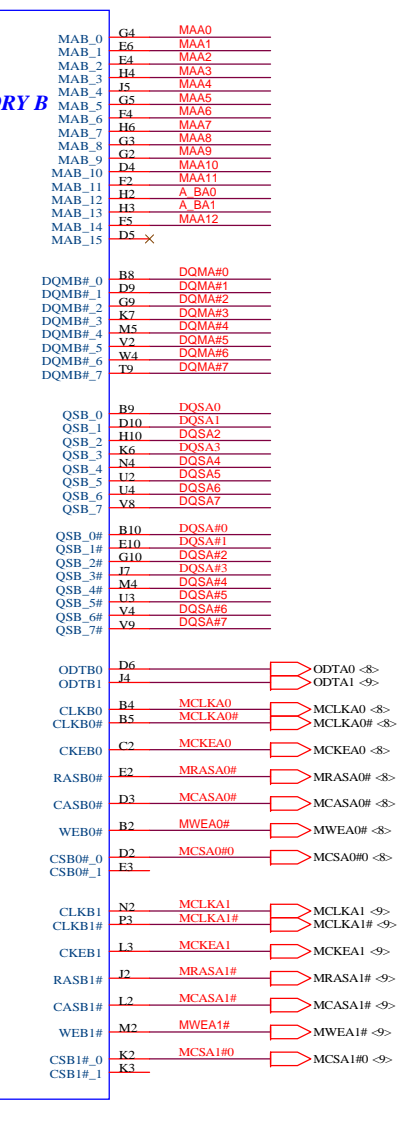 MAB_0 G4 MAA0
MAB_1 E6 MAA1
MAB_2 E4 MAA2
MAB_3 H4 MAA3
MAB_4 J5 MAA4
ORY B MAB_5 G5 MAA5
MAB_6 F4 MAA6
MAB_7 H6 MAA7
MAB_8 G3 MAA8
MAB_9 G2 MAA9
MAB_10 D4 MAA10
MAB_11 F2 MAA11
MAB_12 H2 A_BA0
MAB_13 H3 A_BA1
MAB_14 F5 MAA12
MAB_15 D5
DQMB#_0 B8 DQMA#0
DQMB#_1 D9 DQMA#1
DQMB#_2 G9 DQMA#2
DQMB#_3 K7 DQMA#3
DQMB#_4 M5 DQMA#4
DQMB#_5 V2 DQMA#5
DQMB#_6 W4 DQMA#6
DQMB#_7 T9 DQMA#7
QSB_0 B9 DQSA0
QSB_1 D10 DQSA1
QSB_2 H10 DQSA2
QSB_3 K6 DQSA3
QSB_4 N4 DQSA4
QSB_5 U2 DQSA5
QSB_6 U4 DQSA6
QSB_7 V8 DQSA7
QSB_0# B10 DQSA#0
QSB_1# E10 DQSA#1
QSB_2# G10 DQSA#2
QSB_3# J7 DQSA#3
QSB_4# M4 DQSA#4
QSB_5# U3 DQSA#5
QSB_6# V4 DQSA#6
QSB_7# V9 DQSA#7
ODTB0 D6 ODTA0 <8>
ODTB1 J4 ODTA1 <9>
CLKB0 B4 MCLKA0 MCLKA0 <8>
CLKB0# B5 MCLKA0# MCLKA0# <8>
CKEB0 C2 MCKEA0 MCKEA0 <8>
RASB0# E2 MRASA0# MRASA0# <8>
CASB0# D3 MCASA0# MCASA0# <8>
WEB0# B2 MWEA0# MWEA0# <8>
CSB0#_0 D2 MCSA0#0 MCSA0#0 <8>
CSB0#_1 E3
CLKB1 N2 MCLKA1 MCLKA1 <9>
CLKB1# P3 MCLKA1# MCLKA1# <9>
CKEB1 L3 MCKEA1 MCKEA1 <9>
RASB1# J2 MRASA1# MRASA1# <9>
CASB1# L2 MCASA1# MCASA1# <9>
WEB1# M2 MWEA1# MWEA1# <9>
CSB1#_0 K2 MCSA1#0 MCSA1#0 <9>
CSB1#_1 K3